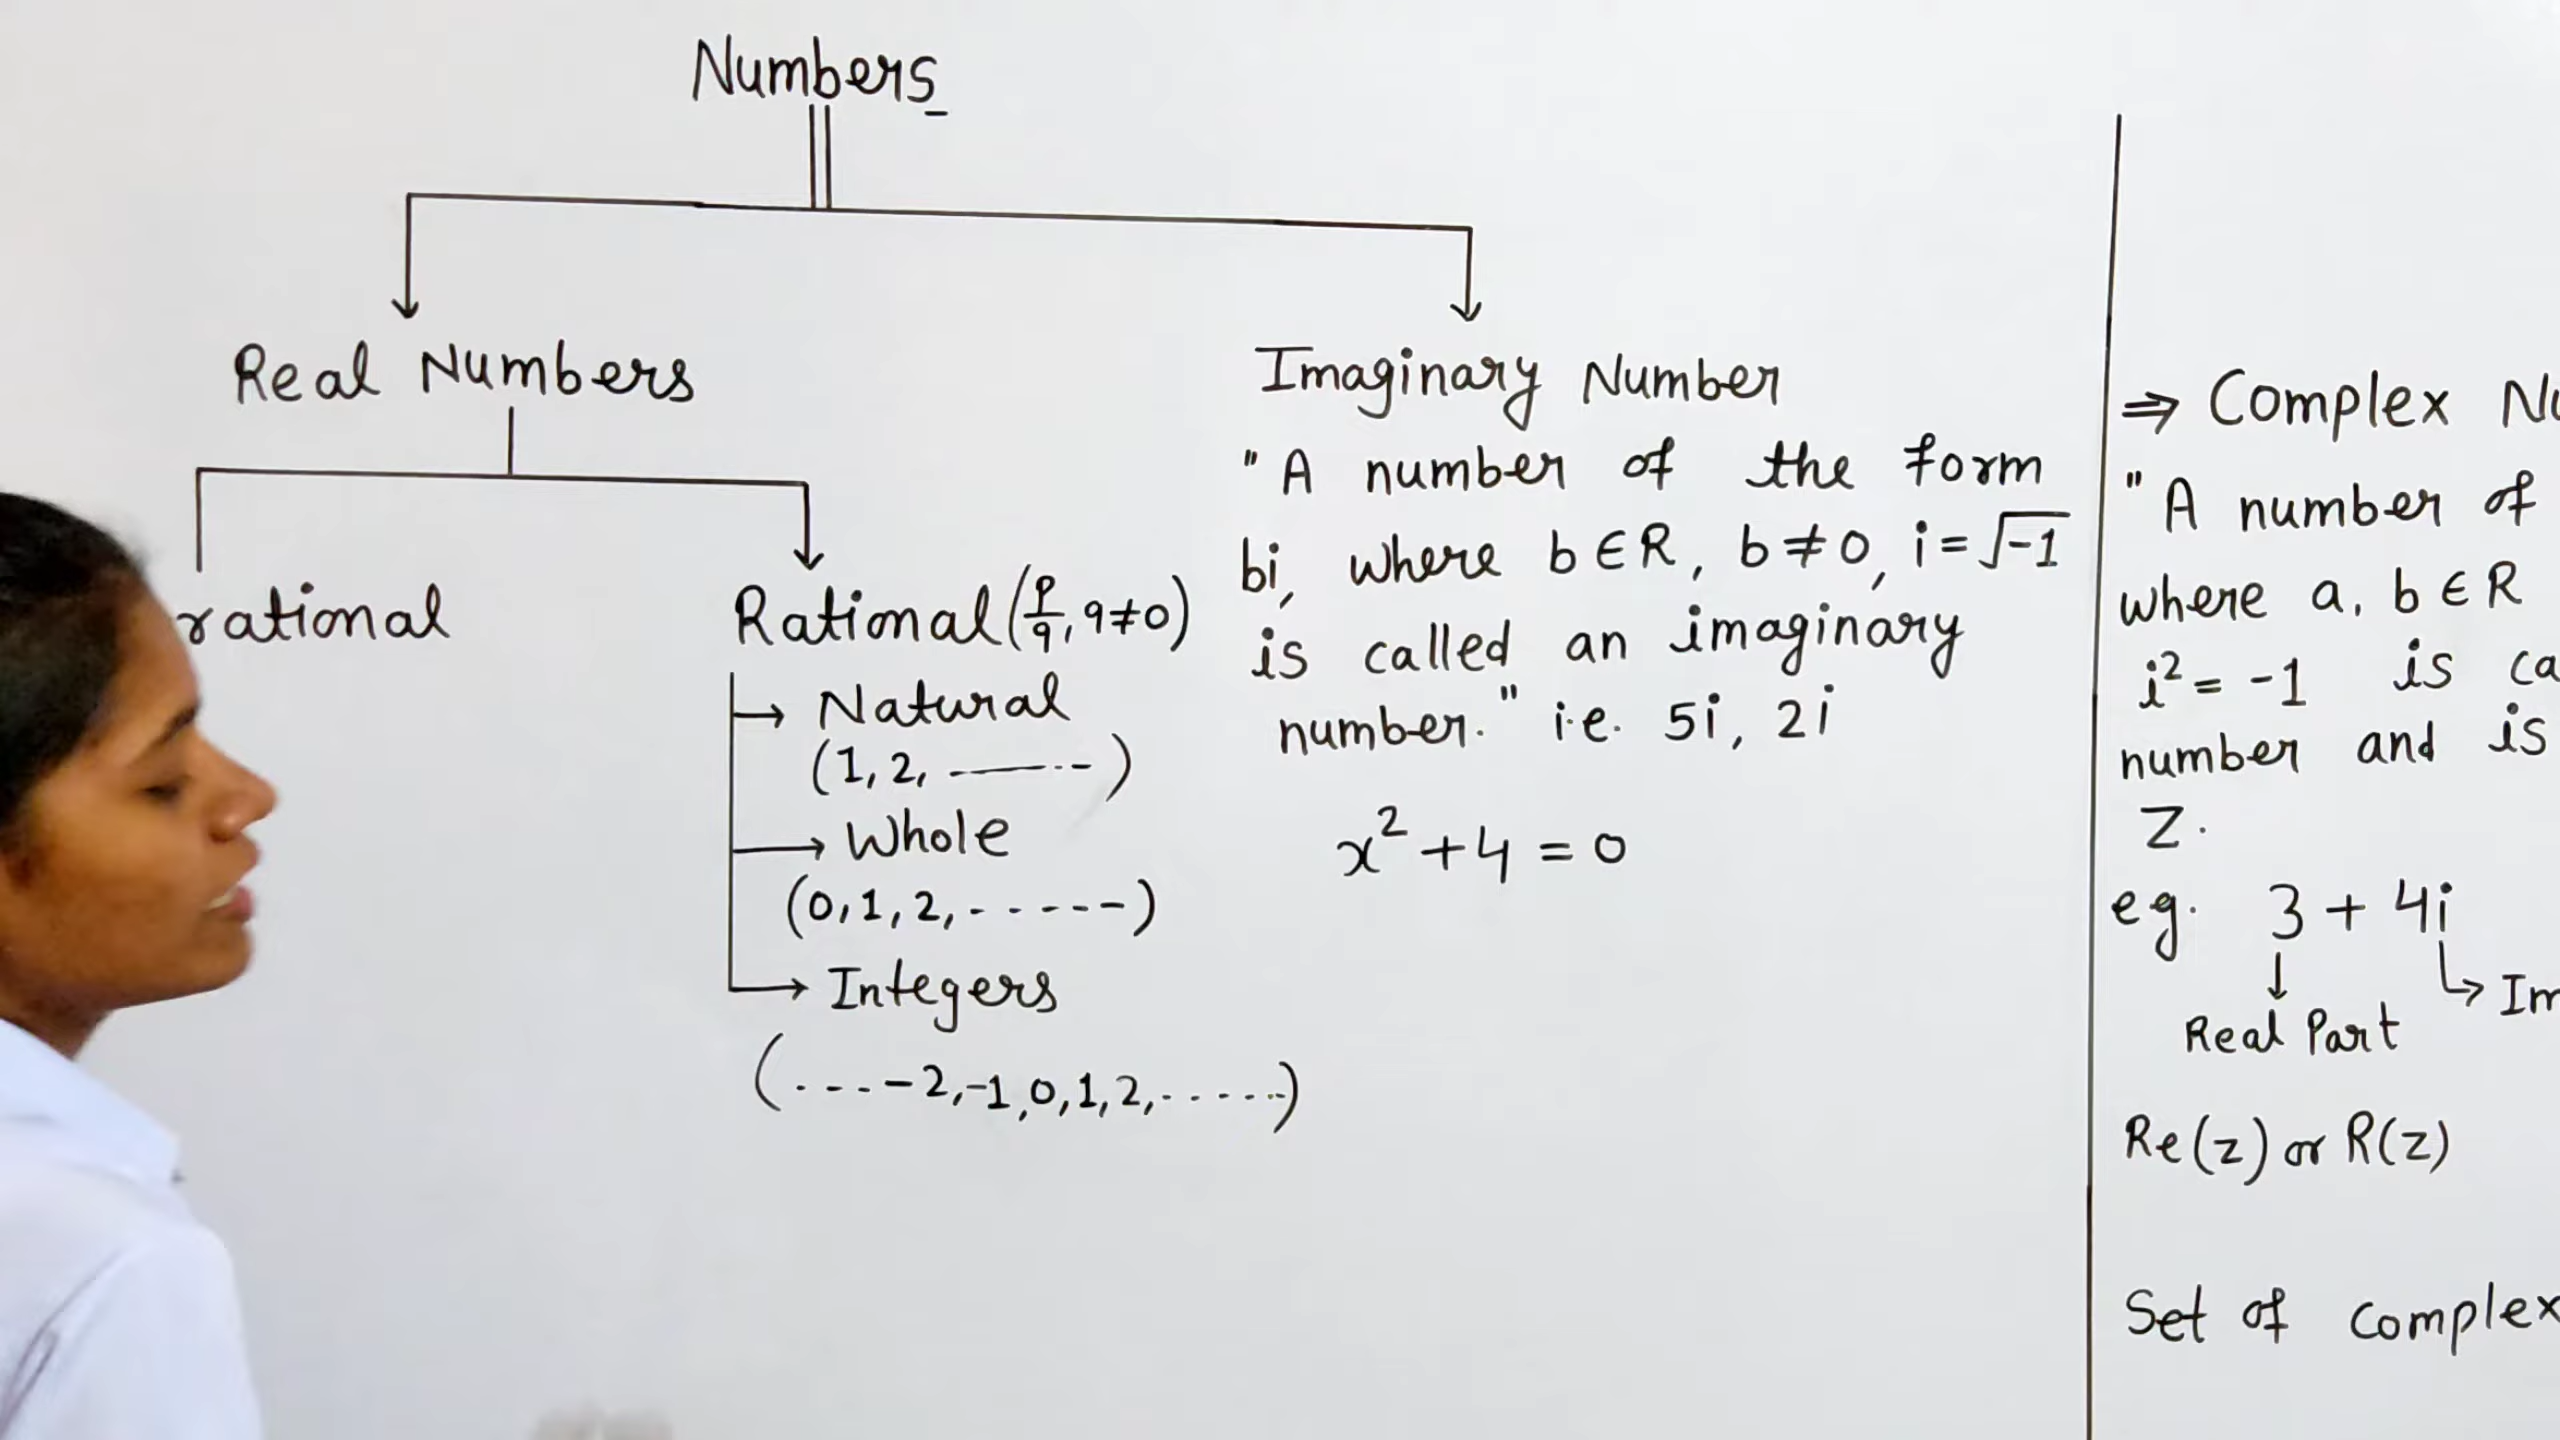 Numbers
Real Numbers
rational
Rational (p/q, q≠0)
Natural
(1, 2, ------)
Whole
(0, 1, 2, -----)
Integers
(... -2, -1, 0, 1, 2, .....)
Imaginary Number
"A number of the form
bi, where b∈R, b≠0, i=√-1
is called an imaginary
number." i.e. 5i, 2i
x²+4=0
⇒ Complex
"A number of
where a, b∈R
i²= -1 is
number and is
Z.
eg. 3 + 4i
Real Part
Re(z) or R(z)
Set of complex